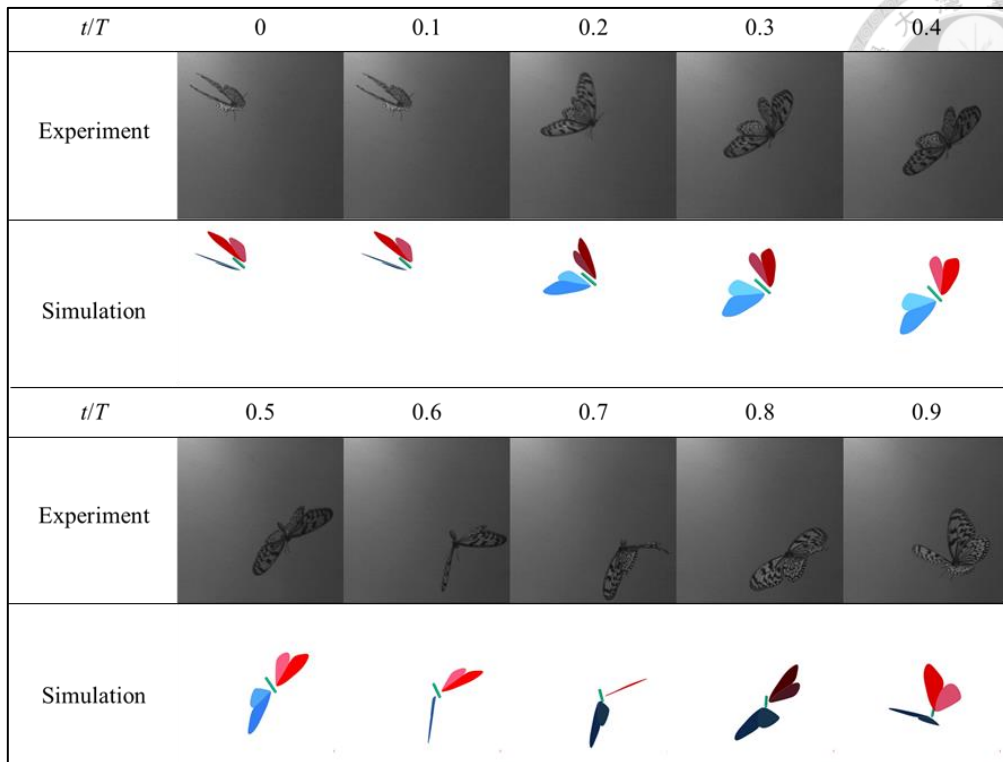 t/T 0 0.1 0.2 0.3 0.4
Experiment
Simulation
t/T 0.5 0.6 0.7 0.8 0.9
Experiment
Simulation